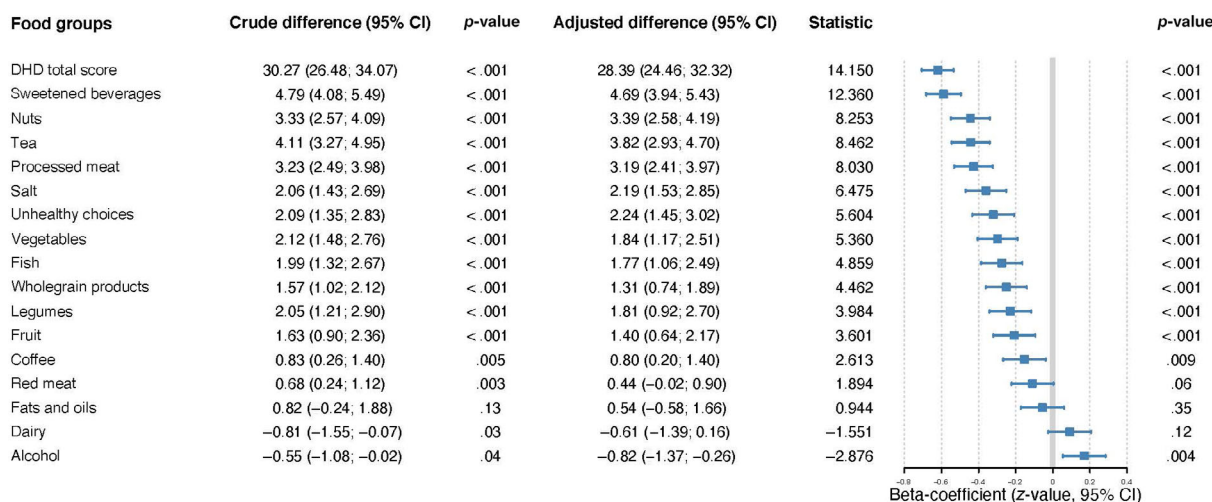 Food groups Crude difference (95% CI) p-value Adjusted difference (95% CI) Statistic p-value
DHD total score 30.27 (26.48; 34.07) <.001 28.39 (24.46; 32.32) 14.150 <.001
Sweetened beverages 4.79 (4.08; 5.49) <.001 4.69 (3.94; 5.43) 12.360 <.001
Nuts 3.33 (2.57; 4.09) <.001 3.39 (2.58; 4.19) 8.253 <.001
Tea 4.11 (3.27; 4.95) <.001 3.82 (2.93; 4.70) 8.462 <.001
Processed meat 3.23 (2.49; 3.98) <.001 3.19 (2.41; 3.97) 8.030 <.001
Salt 2.06 (1.43; 2.69) <.001 2.19 (1.53; 2.85) 6.475 <.001
Unhealthy choices 2.09 (1.35; 2.83) <.001 2.24 (1.45; 3.02) 5.604 <.001
Vegetables 2.12 (1.48; 2.76) <.001 1.84 (1.17; 2.51) 5.360 <.001
Fish 1.99 (1.32; 2.67) <.001 1.77 (1.06; 2.49) 4.859 <.001
Wholegrain products 1.57 (1.02; 2.12) <.001 1.31 (0.74; 1.89) 4.462 <.001
Legumes 2.05 (1.21; 2.90) <.001 1.81 (0.92; 2.70) 3.984 <.001
Fruit 1.63 (0.90; 2.36) <.001 1.40 (0.64; 2.17) 3.601 <.001
Coffee 0.83 (0.26; 1.40) .005 0.80 (0.20; 1.40) 2.613 .009
Red meat 0.68 (0.24; 1.12) .003 0.44 (−0.02; 0.90) 1.894 .06
Fats and oils 0.82 (−0.24; 1.88) .13 0.54 (−0.58; 1.66) 0.944 .35
Dairy −0.81 (−1.55; −0.07) .03 −0.61 (−1.39; 0.16) −1.551 .12
Alcohol −0.55 (−1.08; −0.02) .04 −0.82 (−1.37; −0.26) −2.876 .004
−0.8 −0.6 −0.4 −0.2 0 0.2 0.4
Beta-coefficient (z-value, 95% CI)